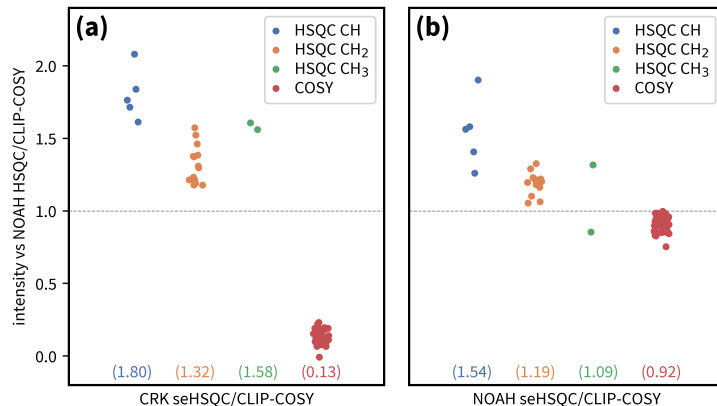 (a)
HSQC CH
HSQC CH₂
HSQC CH₃
COSY
(b)
HSQC CH
HSQC CH₂
HSQC CH₃
COSY
intensity vs NOAH HSQC/CLIP-COSY
2.0
1.5
1.0
0.5
0.0
(1.80) (1.32) (1.58) (0.13)
(1.54) (1.19) (1.09) (0.92)
CRK seHSQC/CLIP-COSY
NOAH seHSQC/CLIP-COSY